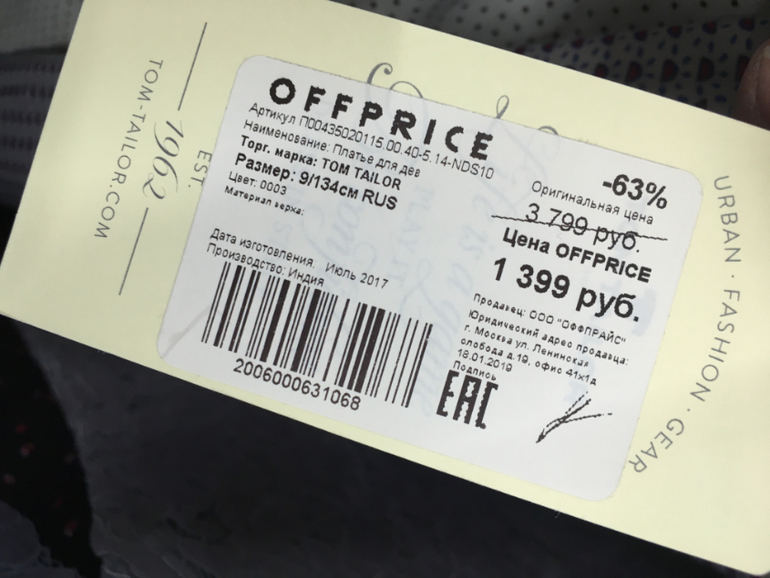 TOM-TAILOR.COM
1962
EST.
OFFPRICE
Артикул П00435020115.00.40-5.14-NDS10
Наименование: Платье для дев
Торг. марка: TOM TAILOR
Размер: 9/134см RUS
Цвет: 0003
Материал верха:
Дата изготовления. Июль 2017
Производство: Индия
2006000631068
-63%
Оригинальная цена
3 799 руб.
Цена OFFPRICE
1 399 руб.
Продавец: ООО "ОФФПРАЙС"
Юридический адрес продавца:
г. Москва ул. Ленинская
слобода д.19, офис 41х1д
18.01.2019
Подпись
EAC
URBAN · FASHION · GEAR